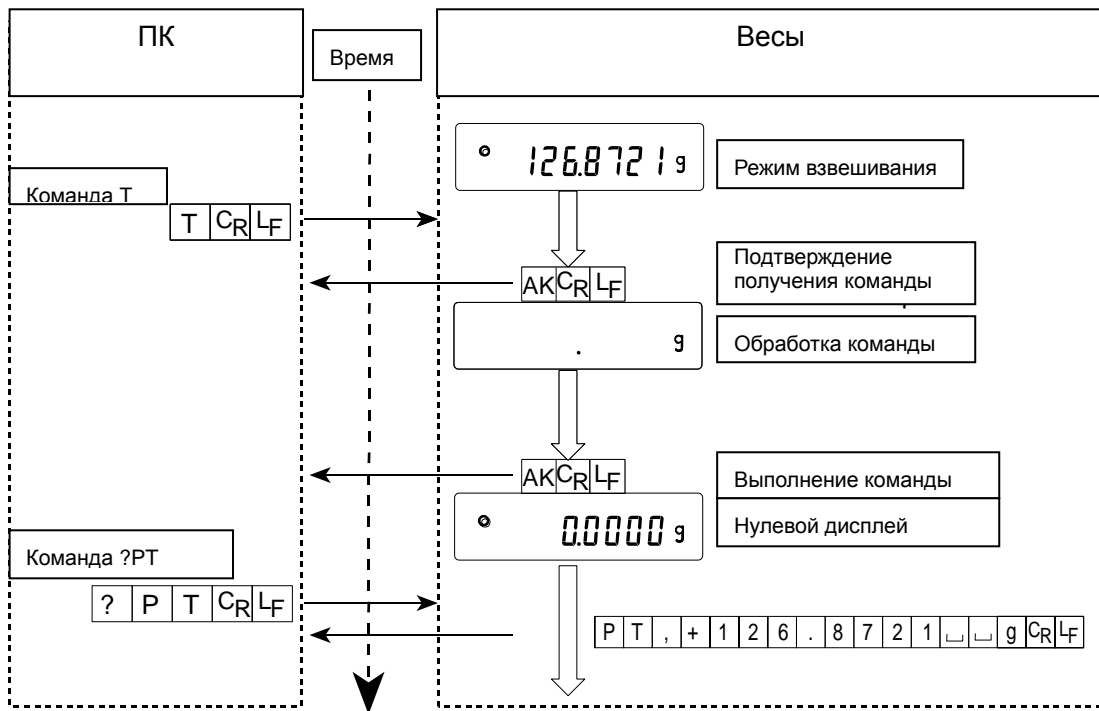 ПК
Время
Весы
126.8721 g
Режим взвешивания
Команда Т
T CR LF
Подтверждение
получения команды
AK CR LF
. g
Обработка команды
AK CR LF
Выполнение команды
0.0000 g
Нулевой дисплей
Команда ?PT
? P T CR LF
P T , + 1 2 6 . 8 7 2 1 ␣ ␣ g CR LF